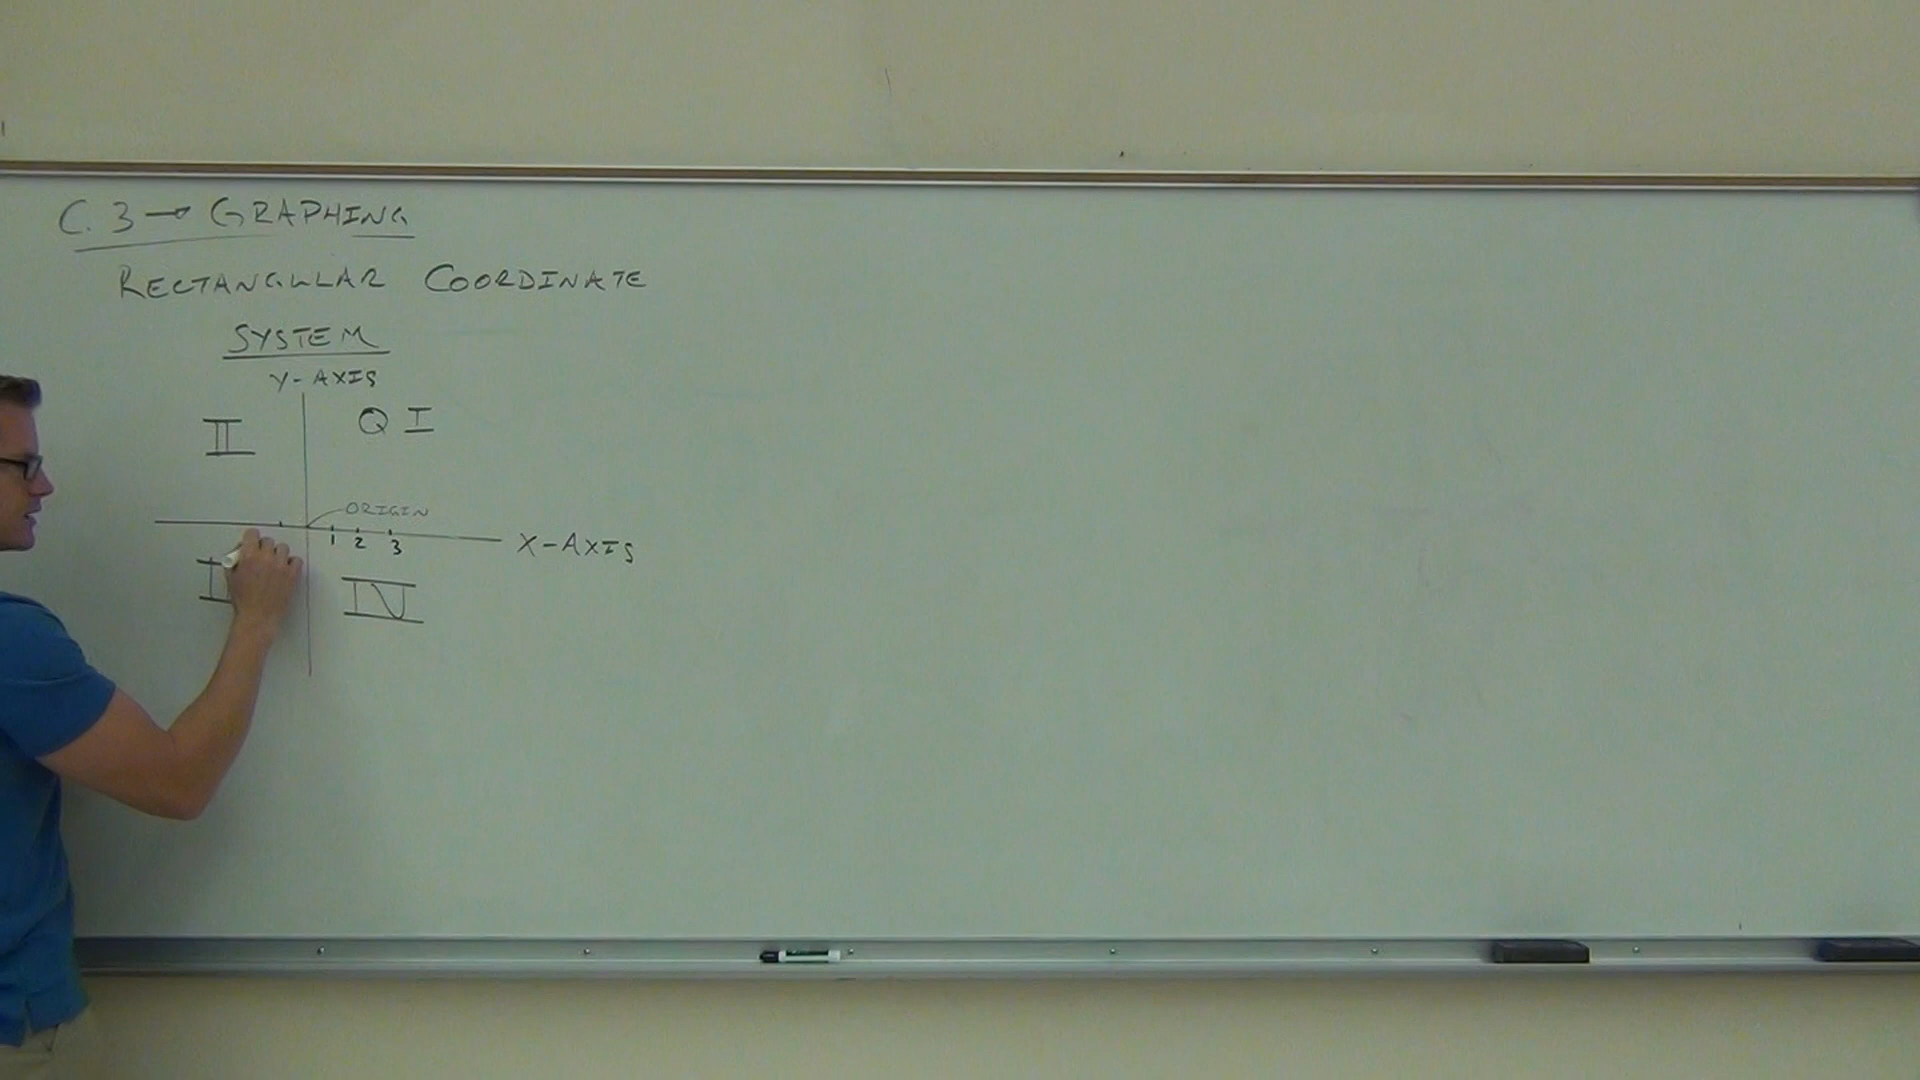 C.3 → GRAPHING
RECTANGULAR COORDINATE
SYSTEM
Y-AXIS
II Q I
ORIGIN
1 2 3
X-AXIS
IV